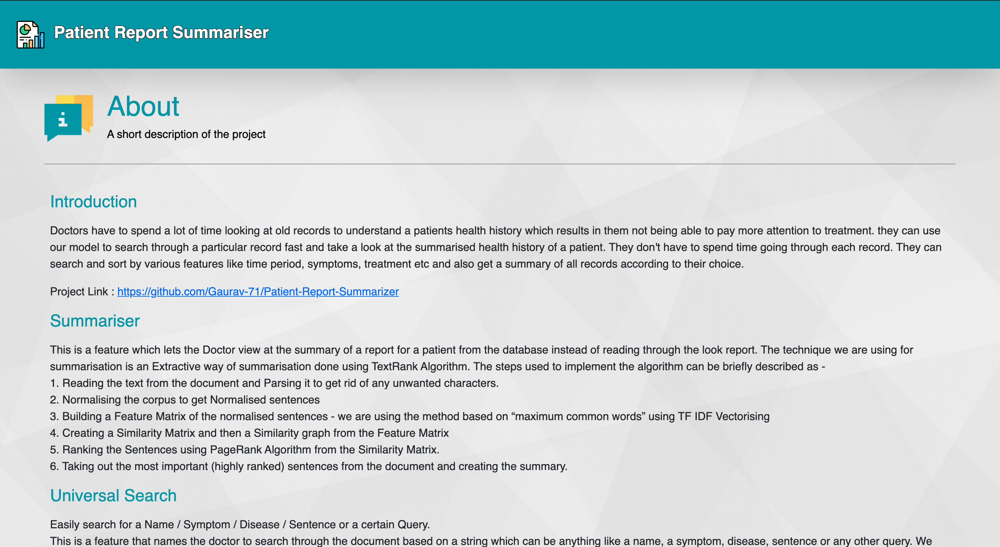 Patient Report Summariser
About
A short description of the project
Introduction
Doctors have to spend a lot of time looking at old records to understand a patients health history which results in them not being able to pay more attention to treatment. they can use
our model to search through a particular record fast and take a look at the summarised health history of a patient. They don't have to spend time going through each record. They can
search and sort by various features like time period, symptoms, treatment etc and also get a summary of all records according to their choice.
Project Link : https://github.com/Gaurav-71/Patient-Report-Summarizer
Summariser
This is a feature which lets the Doctor view at the summary of a report for a patient from the database instead of reading through the look report. The technique we are using for
summarisation is an Extractive way of summarisation done using TextRank Algorithm. The steps used to implement the algorithm can be briefly described as -
1. Reading the text from the document and Parsing it to get rid of any unwanted characters.
2. Normalising the corpus to get Normalised sentences
3. Building a Feature Matrix of the normalised sentences - we are using the method based on “maximum common words” using TF IDF Vectorising
4. Creating a Similarity Matrix and then a Similarity graph from the Feature Matrix
5. Ranking the Sentences using PageRank Algorithm from the Similarity Matrix.
6. Taking out the most important (highly ranked) sentences from the document and creating the summary.
Universal Search
Easily search for a Name / Symptom / Disease / Sentence or a certain Query.
This is a feature that names the doctor to search through the document based on a string which can be anything like a name, a symptom, disease, sentence or any other query. We